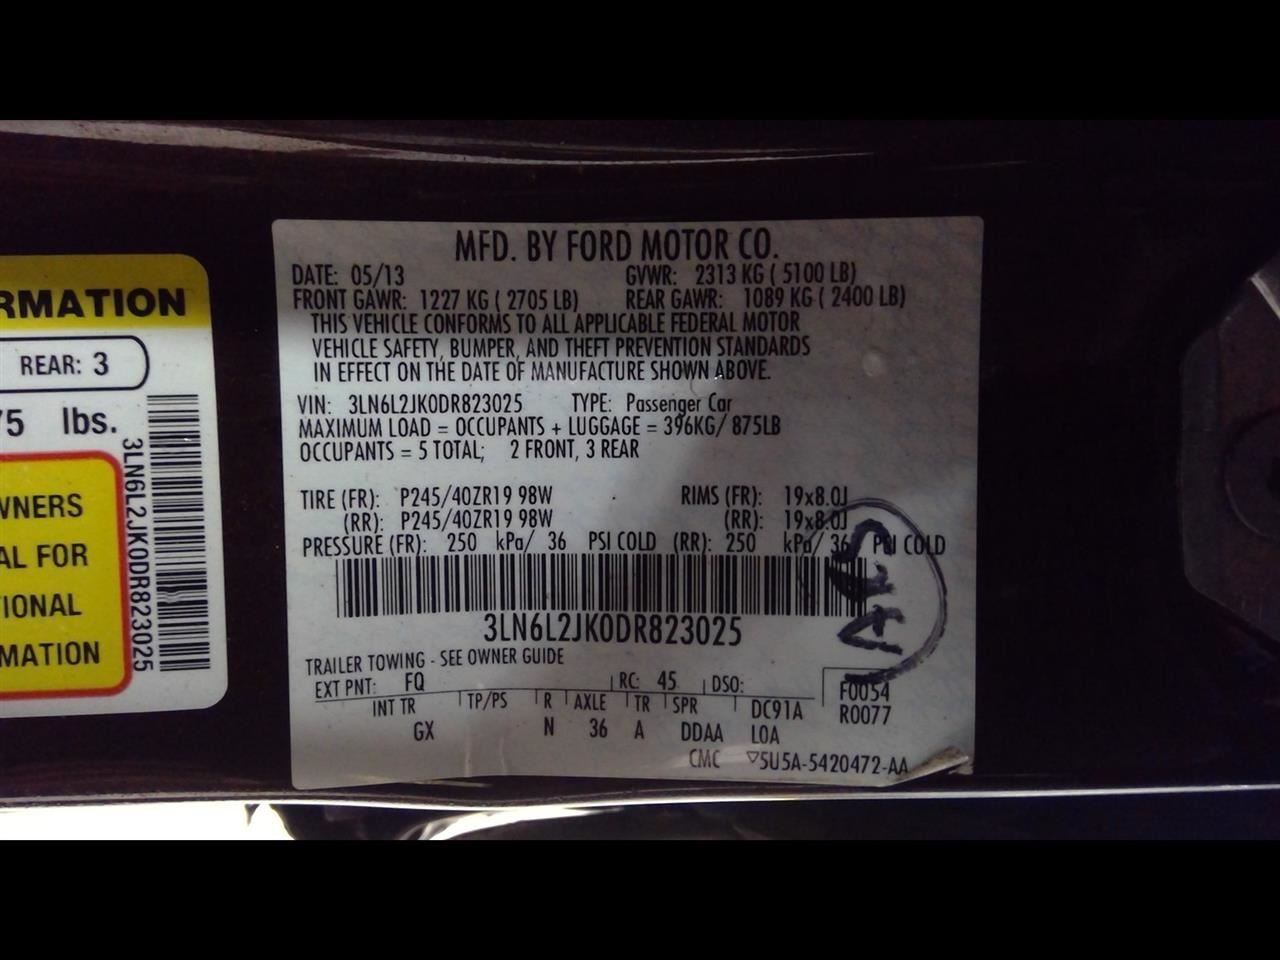 RMATION
REAR: 3
75 lbs.
WNERS
AL FOR
TIONAL
MATION
3LN6L2JK0DR823025
MFD. BY FORD MOTOR CO.
DATE: 05/13 GVWR: 2313 KG ( 5100 LB)
FRONT GAWR: 1227 KG ( 2705 LB) REAR GAWR: 1089 KG ( 2400 LB)
THIS VEHICLE CONFORMS TO ALL APPLICABLE FEDERAL MOTOR
VEHICLE SAFETY, BUMPER, AND THEFT PREVENTION STANDARDS
IN EFFECT ON THE DATE OF MANUFACTURE SHOWN ABOVE.
VIN: 3LN6L2JK0DR823025 TYPE: Passenger Car
MAXIMUM LOAD = OCCUPANTS + LUGGAGE = 396KG/ 875LB
OCCUPANTS = 5 TOTAL; 2 FRONT, 3 REAR
TIRE (FR): P245/40ZR19 98W RIMS (FR): 19x8.0J
(RR): P245/40ZR19 98W (RR): 19x8.0J
PRESSURE (FR): 250 kPa/ 36 PSI COLD (RR): 250 kPa/ 36 PSI COLD
3LN6L2JK0DR823025
TRAILER TOWING - SEE OWNER GUIDE
EXT PNT: FQ RC: 45 DSO: F0054
INT TR TP/PS R AXLE TR SPR DC91A R0077
GX N 36 A DDAA LOA
CMC ▽5U5A-5420472-AA